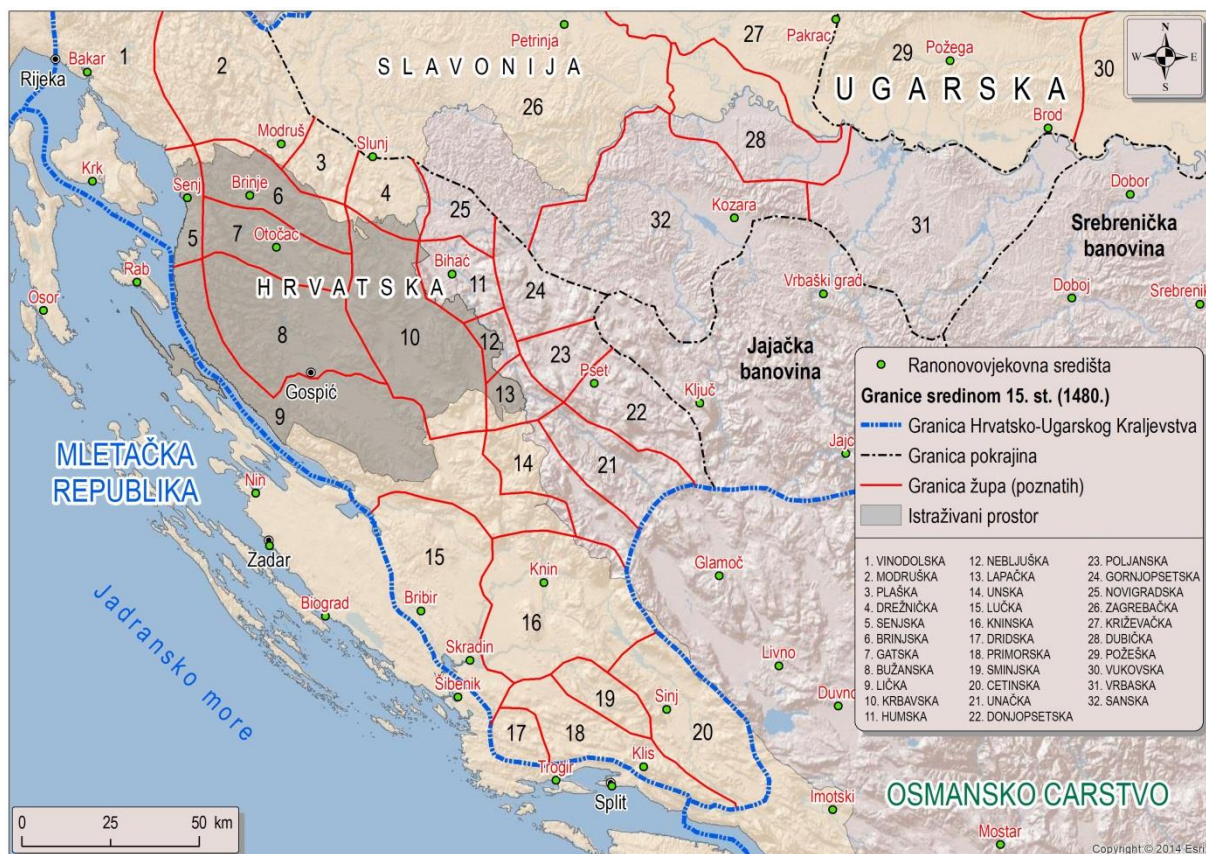 1
Bakar
Rijeka
2
Petrinja
SLAVONIJA
26
27
Pakrac
29
Požega
30
UGARSKA
Brod
N
W
E
S
Modruš
3
Slunj
4
28
Krk
Senj
Brinje
6
5
7
Otočac
25
32
Kozara
31
Dobor
Srebrenička
banovina
Rab
Osor
HRVATSKA
Bihać
11
24
Vrbaški grad
Doboj
Srebrenik
8
10
12
23
Jajačka
banovina
Gospić
13
Pset
22
Ključ
9
14
21
Jajc
MLETAČKA
REPUBLIKA
Nin
Zadar
15
Knin
Glamoč
Biograd
Bribir
16
Jadransko more
Skradin
Šibenik
Livno
19
Sinj
Duvno
17
18
20
Klis
Trogir
Split
Imotski
OSMANSKO CARSTVO
Mostar
Ranonovovjekovna središta
Granice sredinom 15. st. (1480.)
Granica Hrvatsko-Ugarskog Kraljevstva
Granica pokrajina
Granica župa (poznatih)
Istraživani prostor
1. VINODOLSKA
2. MODRUŠKA
3. PLAŠKA
4. DREŽNIČKA
5. SENJSKA
6. BRINJSKA
7. GATSKA
8. BUŽANSKA
9. LIČKA
10. KRBAVSKA
11. HUMSKA
12. NEBLJUŠKA
13. LAPAČKA
14. UNSKA
15. LUČKA
16. KNINSKA
17. DRIDSKA
18. PRIMORSKA
19. SMINJSKA
20. CETINSKA
21. UNAČKA
22. DONJOPSETSKA
23. POLJANSKA
24. GORNJOPSETSKA
25. NOVIGRADSKA
26. ZAGREBAČKA
27. KRIŽEVAČKA
28. DUBIČKA
29. POŽEŠKA
30. VUKOVSKA
31. VRBASKA
32. SANSKA
0 25 50 km
Copyright:© 2014 Esri